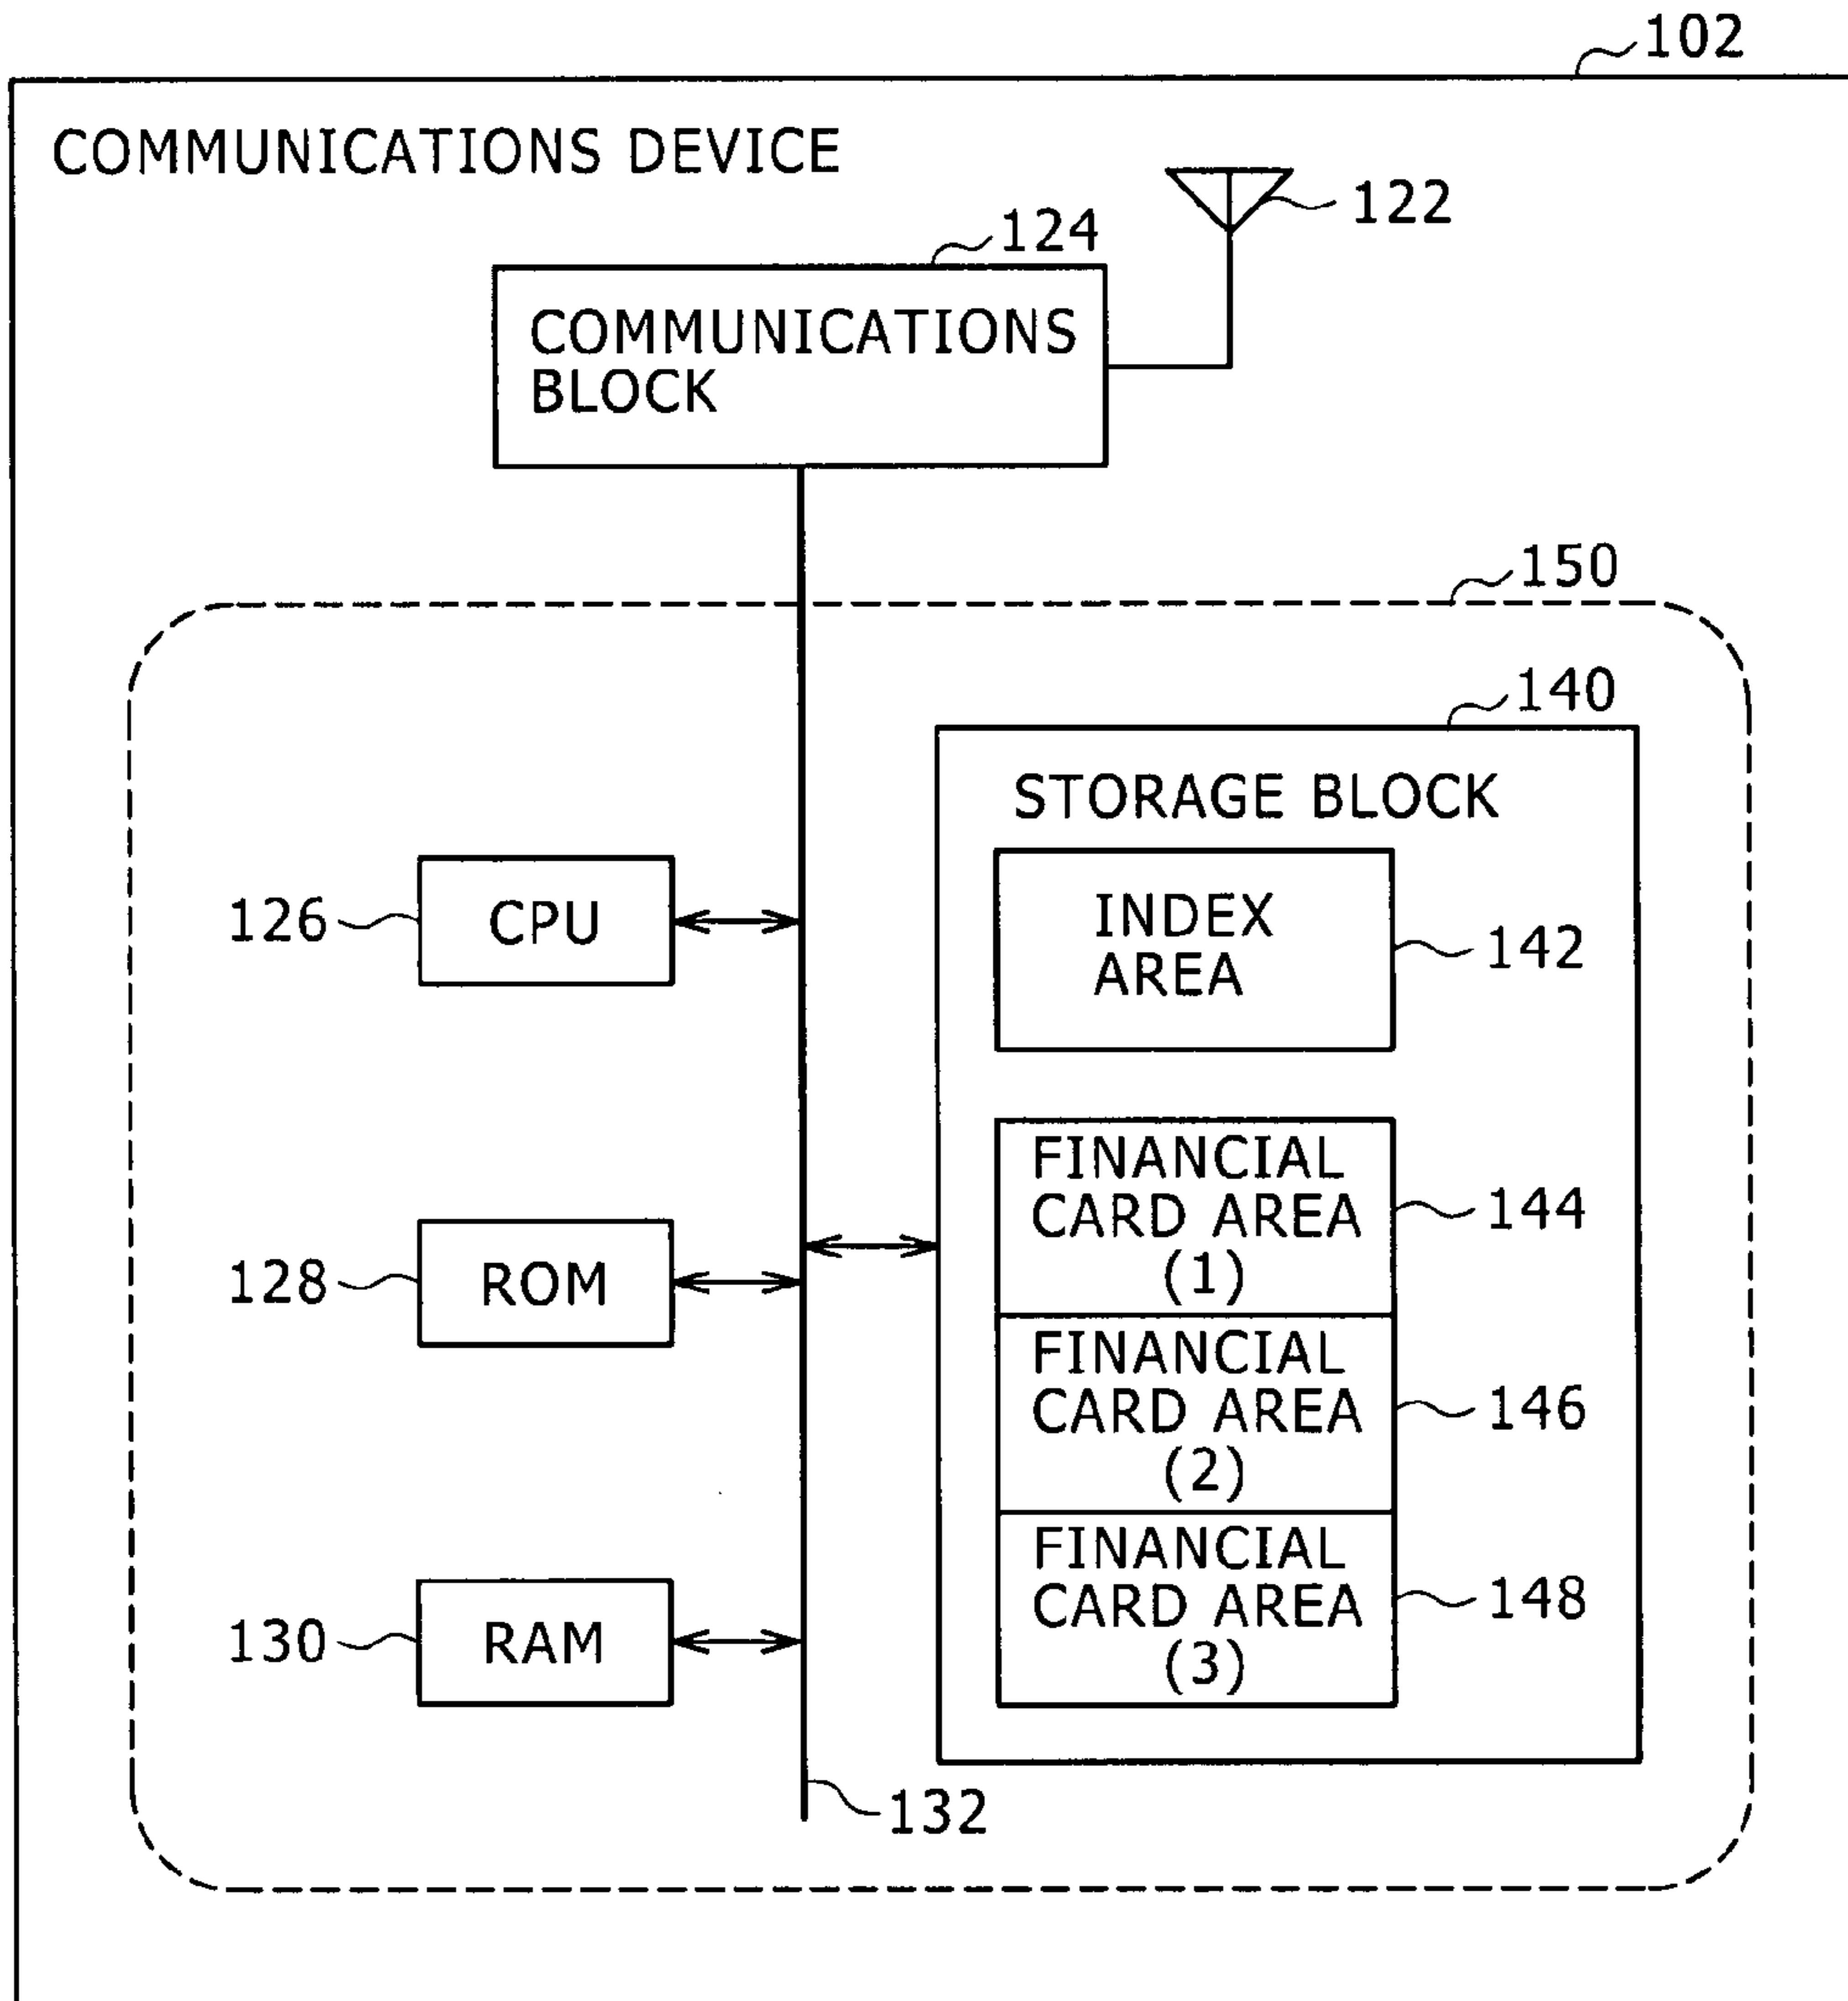 102
COMMUNICATIONS DEVICE
122
124
COMMUNICATIONS
BLOCK
150
140
STORAGE BLOCK
126
CPU
INDEX
AREA
142
FINANCIAL
CARD AREA
(1)
144
128
ROM
FINANCIAL
CARD AREA
(2)
146
FINANCIAL
CARD AREA
(3)
148
130
RAM
132